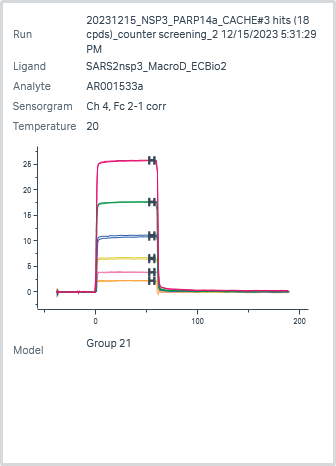 Run 20231215_NSP3_PARP14a_CACHE#3 hits (18
cpds)_counter screening_2 12/15/2023 5:31:29
PM
Ligand SARS2nsp3_MacroD_ECBio2
Analyte AR001533a
Sensorgram Ch 4, Fc 2-1 corr
Temperature 20
25
20
15
10
5
0
0 100 200
Model Group 21